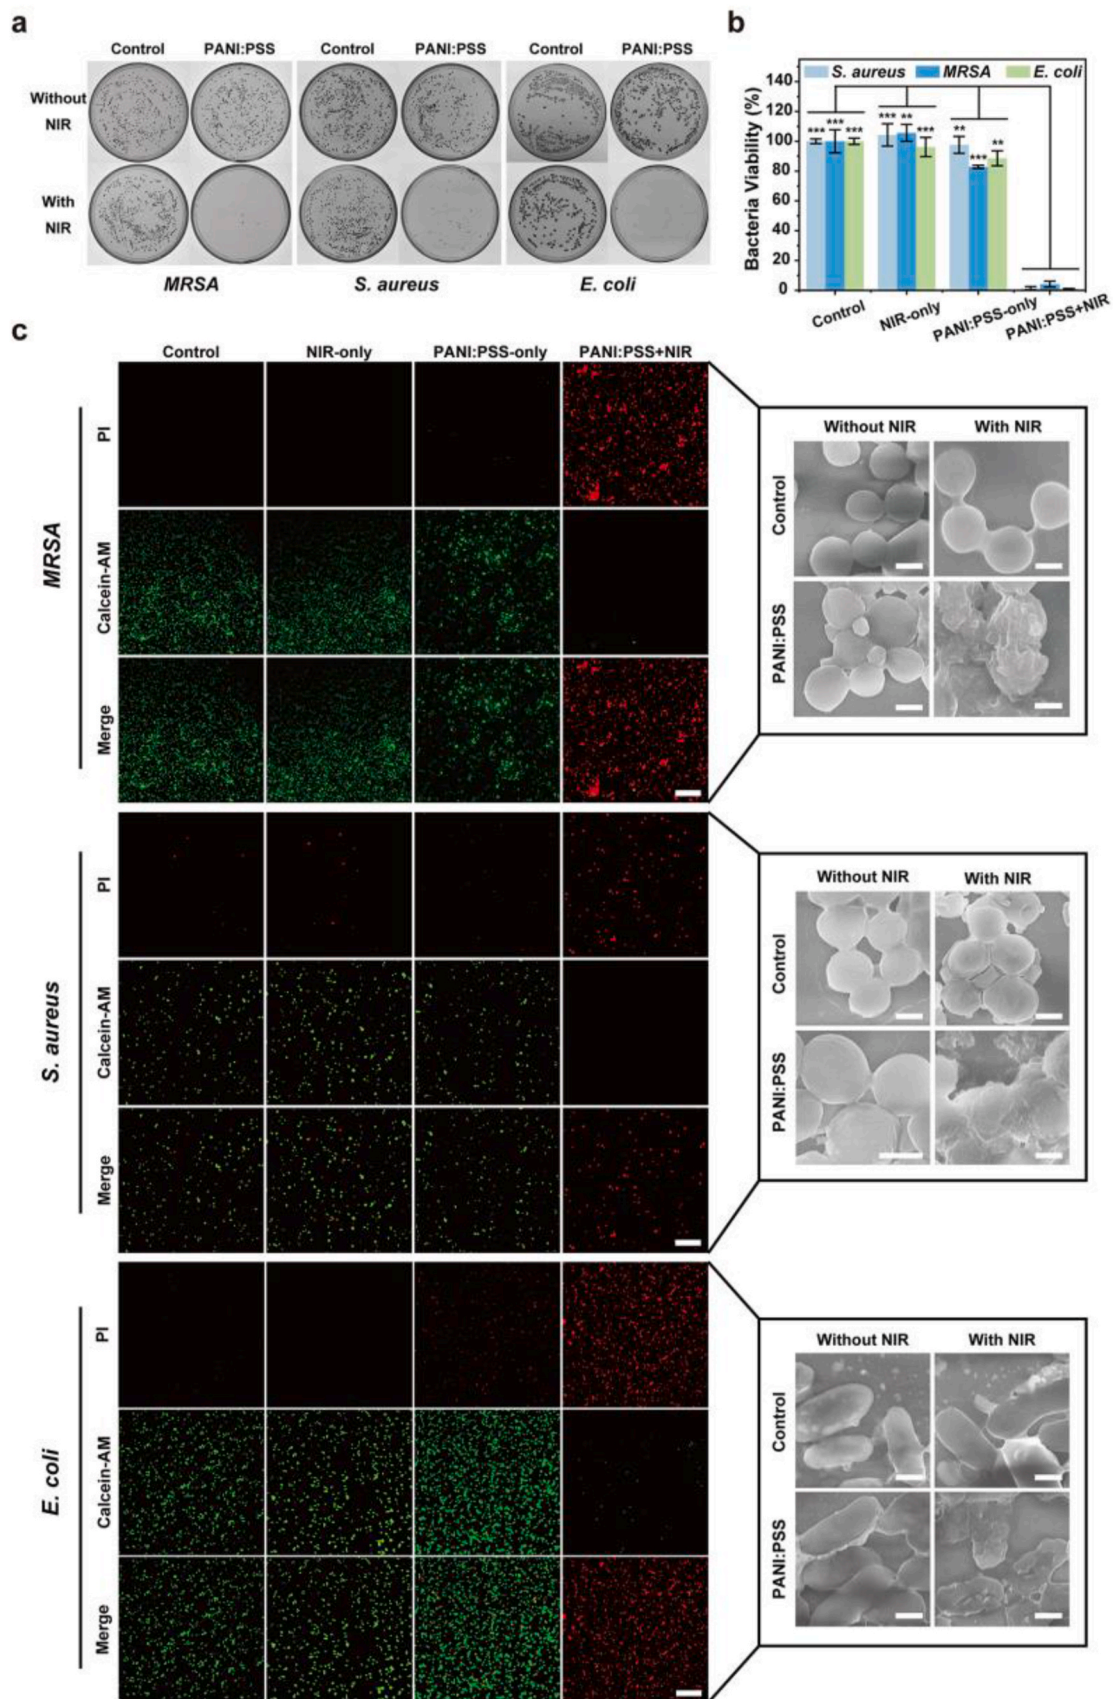 a
Control PANI:PSS Control PANI:PSS Control PANI:PSS
Without
NIR
With
NIR
MRSA S. aureus E. coli
b
Bacteria Viability (%)
140
120
100
80
60
40
20
0
S. aureus MRSA E. coli
*** *** ***
*** ** ***
** *** **
Control NIR-only PANI:PSS-only PANI:PSS+NIR
c
Control NIR-only PANI:PSS-only PANI:PSS+NIR
MRSA
PI
Calcein-AM
Merge
Without NIR With NIR
Control
PANI:PSS
S. aureus
PI
Calcein-AM
Merge
Without NIR With NIR
Control
PANI:PSS
E. coli
PI
Calcein-AM
Merge
Without NIR With NIR
Control
PANI:PSS